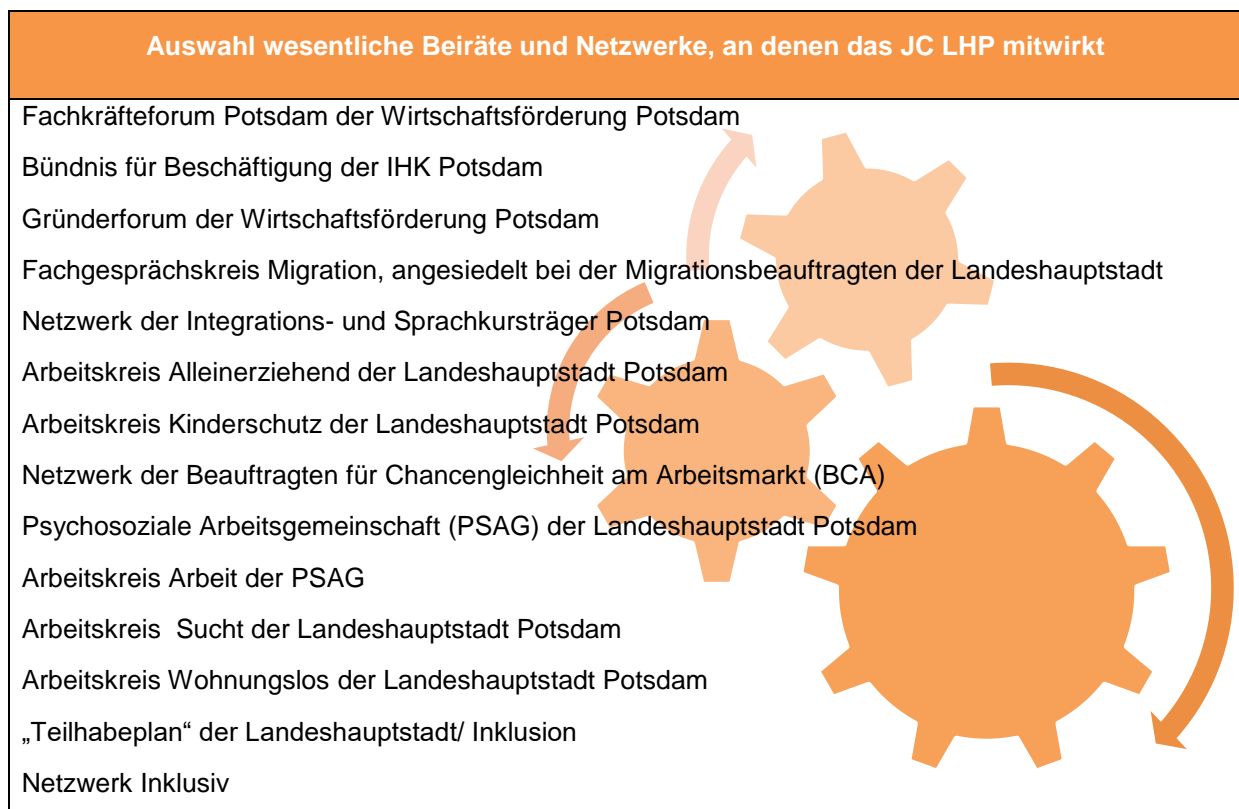 Auswahl wesentliche Beiräte und Netzwerke, an denen das JC LHP mitwirkt
Fachkräfteforum Potsdam der Wirtschaftsförderung Potsdam
Bündnis für Beschäftigung der IHK Potsdam
Gründerforum der Wirtschaftsförderung Potsdam
Fachgesprächskreis Migration, angesiedelt bei der Migrationsbeauftragten der Landeshauptstadt
Netzwerk der Integrations- und Sprachkursträger Potsdam
Arbeitskreis Alleinerziehend der Landeshauptstadt Potsdam
Arbeitskreis Kinderschutz der Landeshauptstadt Potsdam
Netzwerk der Beauftragten für Chancengleichheit am Arbeitsmarkt (BCA)
Psychosoziale Arbeitsgemeinschaft (PSAG) der Landeshauptstadt Potsdam
Arbeitskreis Arbeit der PSAG
Arbeitskreis  Sucht der Landeshauptstadt Potsdam
Arbeitskreis Wohnungslos der Landeshauptstadt Potsdam
„Teilhabeplan“ der Landeshauptstadt/ Inklusion
Netzwerk Inklusiv